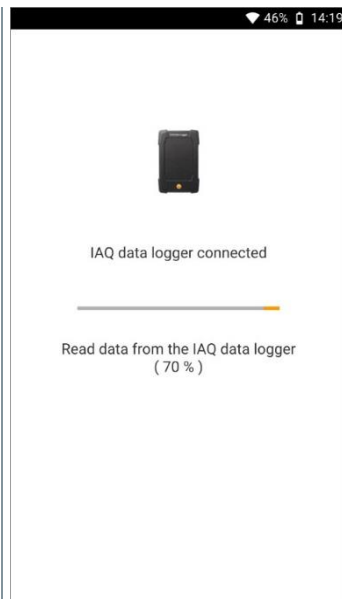 46% 14:19
IAQ data logger connected
Read data from the IAQ data logger
( 70 % )